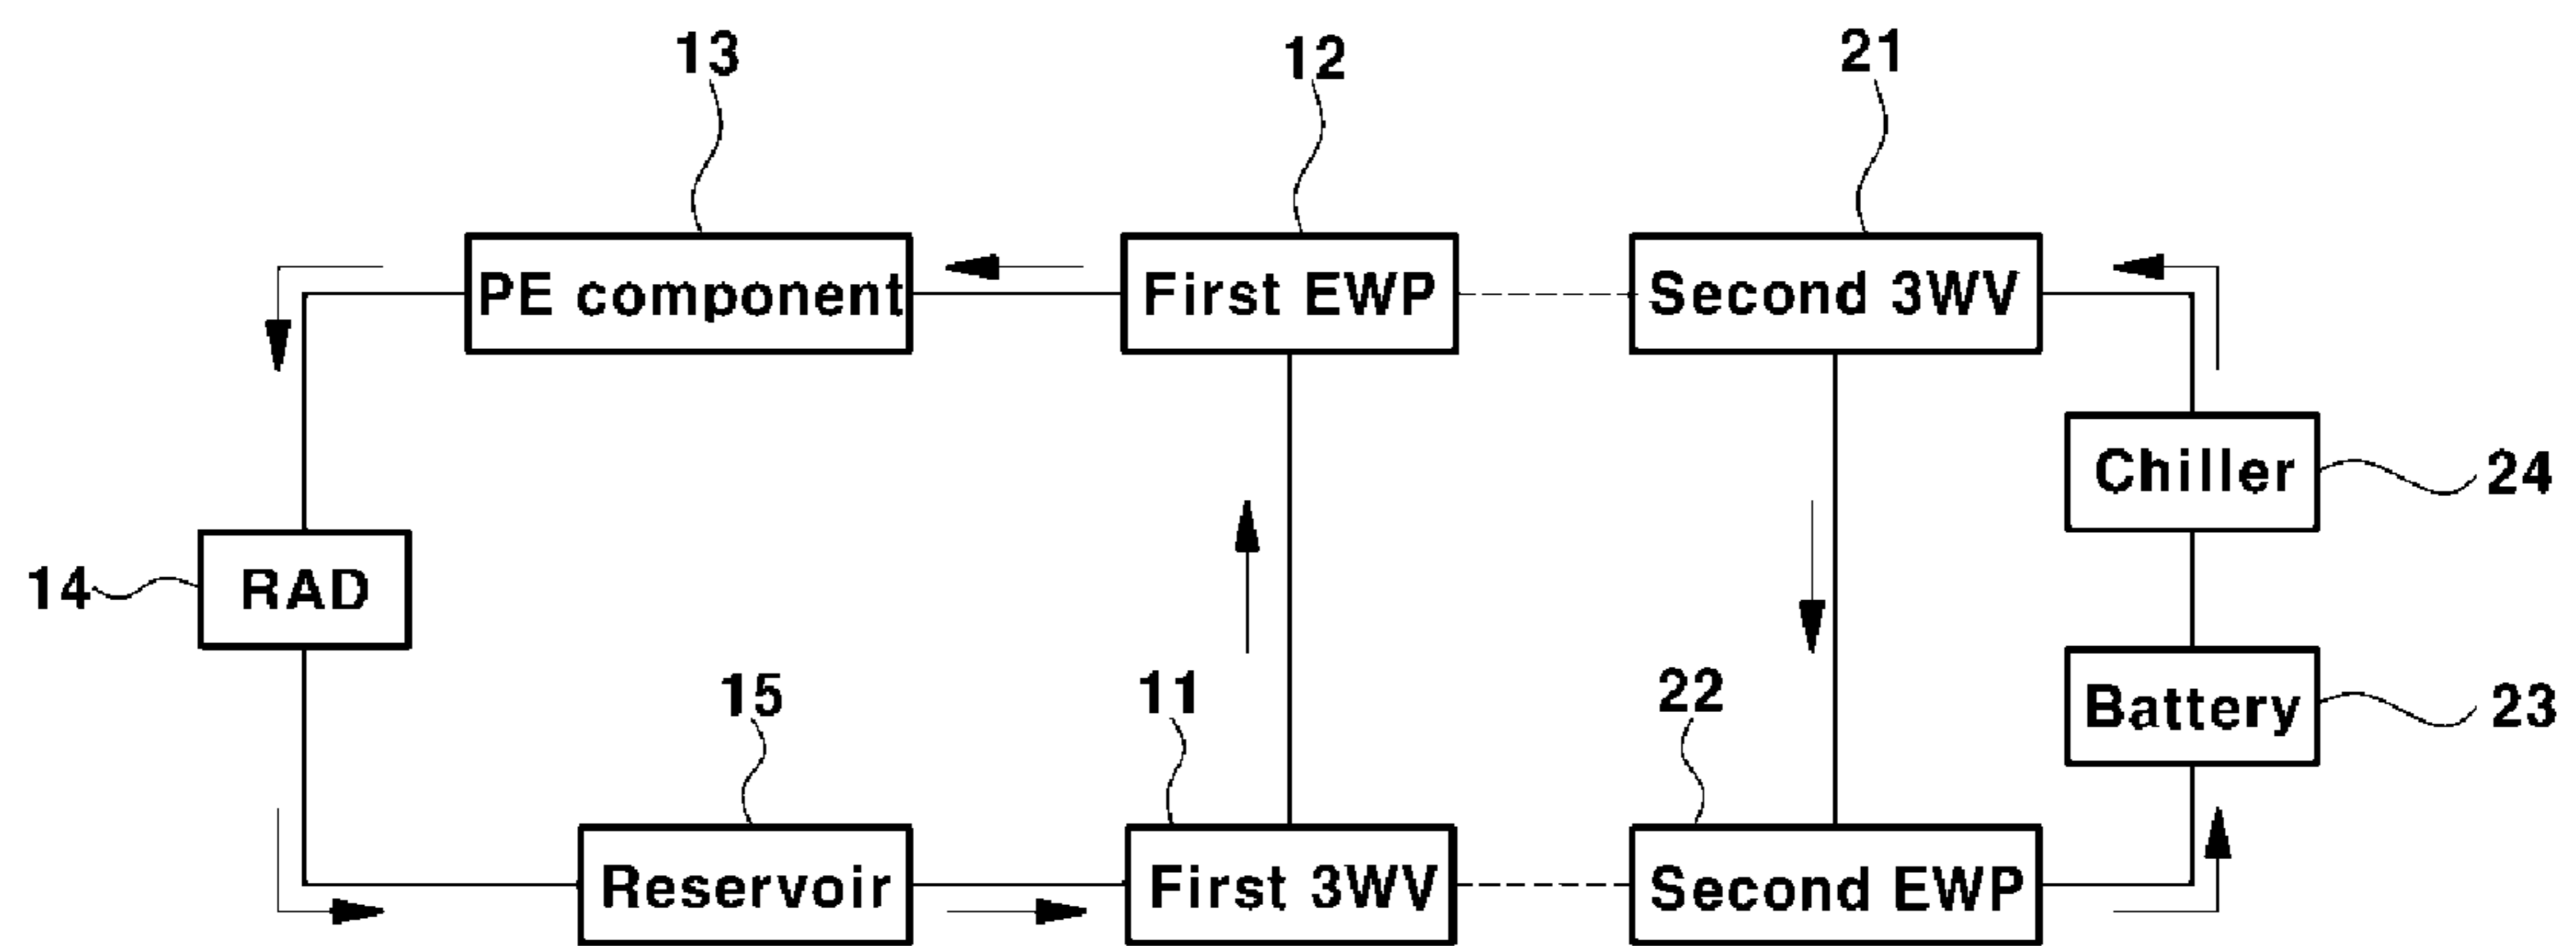 13
12
21
PE component
First EWP
Second 3WV
Chiller
24
14
RAD
15
11
22
Battery
23
Reservoir
First 3WV
Second EWP